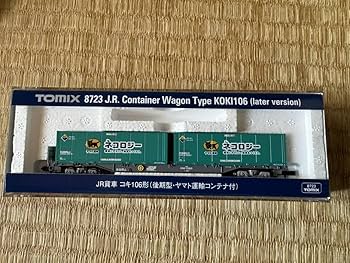 TOMIX 8723 J.R. Container Wagon Type KOKI106 (later version)
ネコロジー
ネコロジー
JR貨車 コキ106形(後期型・ヤマト運輸コンテナ付)
8723
TOMIX